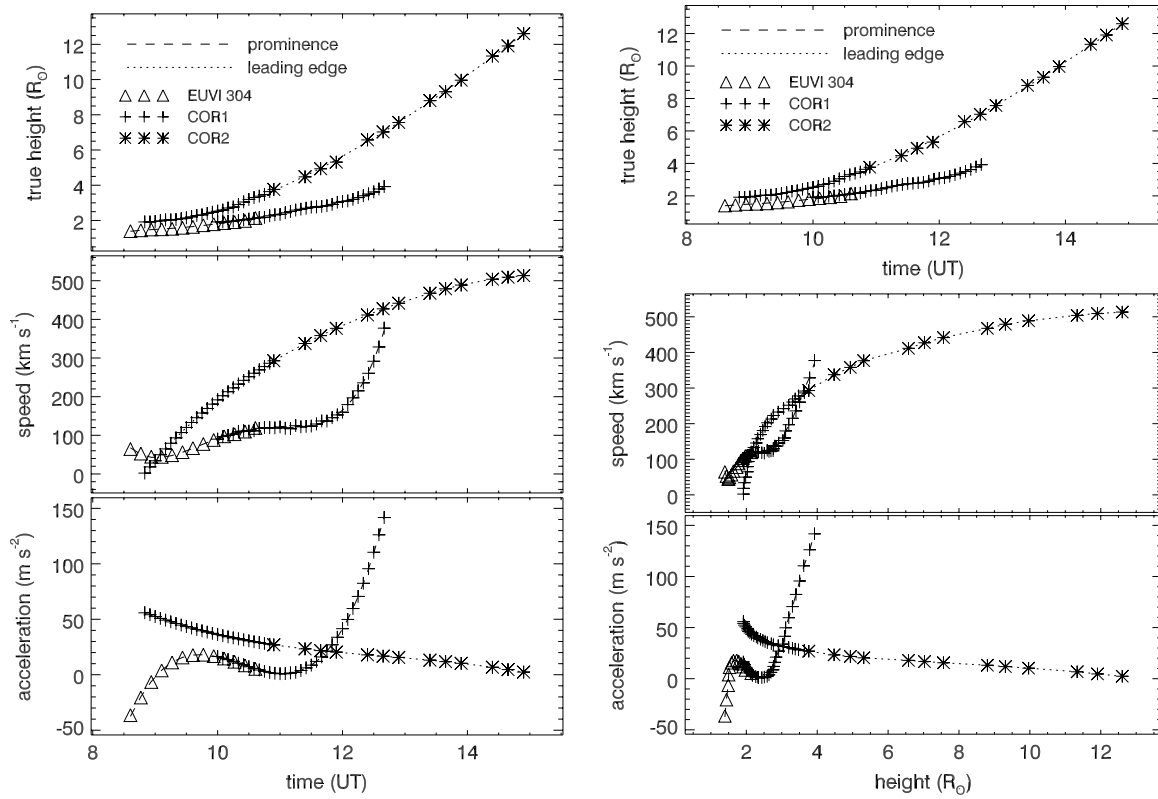 12
10
8
6
4
2
true height (R☉)
prominence
leading edge
EUVI 304
COR1
COR2
500
400
300
200
100
0
speed (km s⁻¹)
150
100
50
0
-50
acceleration (m s⁻²)
8 10 12 14
time (UT)
12
10
8
6
4
2
true height (R☉)
prominence
leading edge
EUVI 304
COR1
COR2
8 10 12 14
time (UT)
500
400
300
200
100
0
speed (km s⁻¹)
150
100
50
0
-50
acceleration (m s⁻²)
2 4 6 8 10 12
height (R☉)